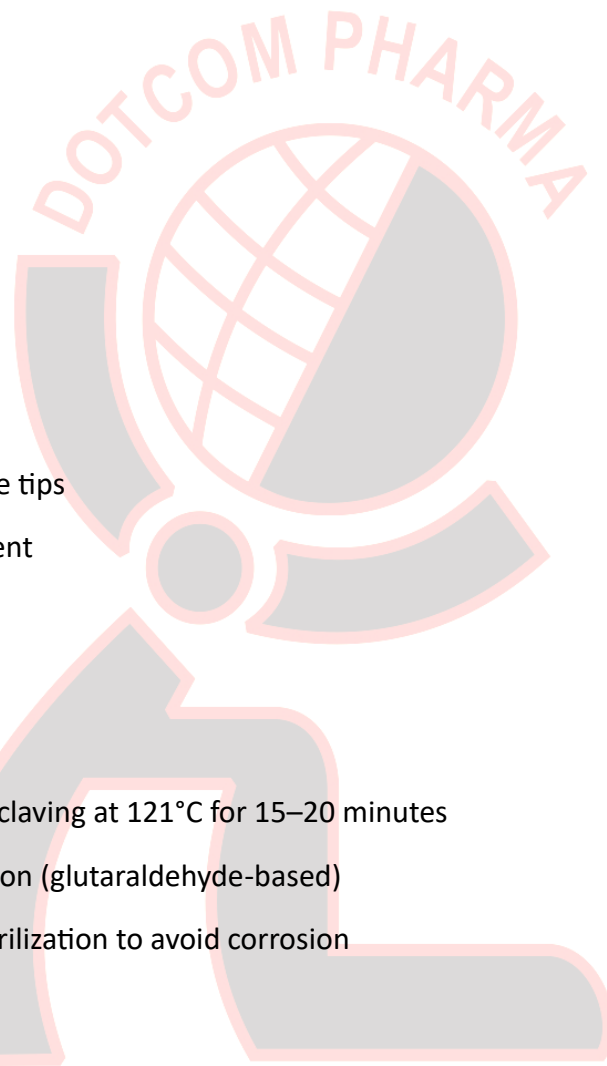 DOTCOM PHARMA
e tips
ent
claving at 121°C for 15–20 minutes
on (glutaraldehyde-based)
rilization to avoid corrosion